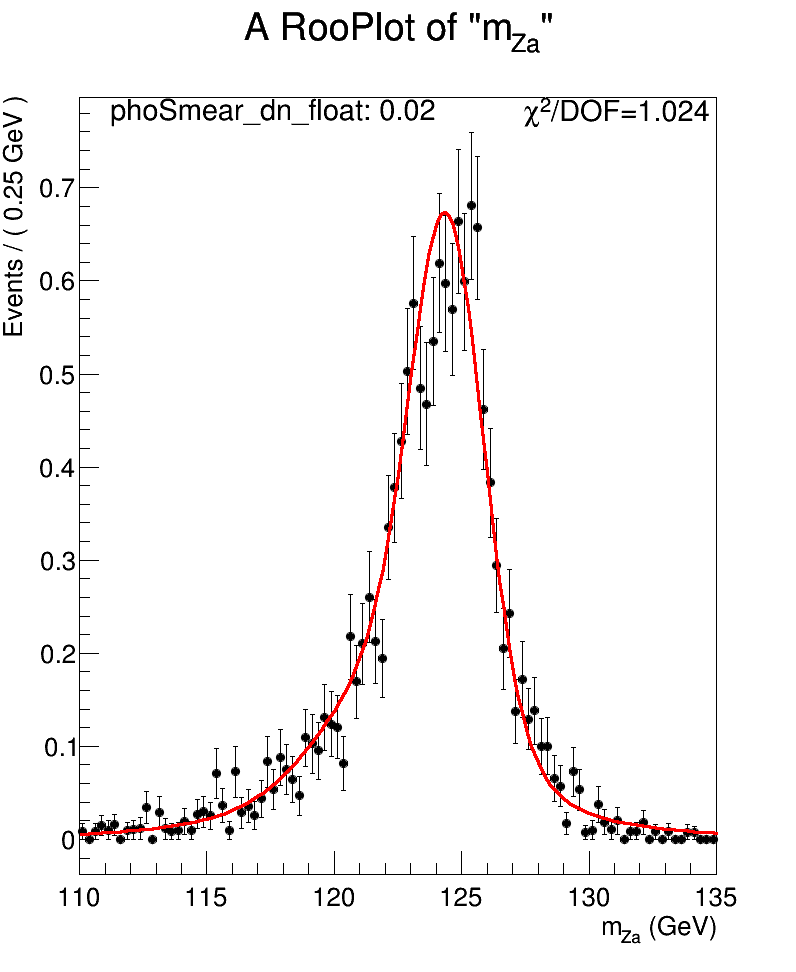 A RooPlot of "m_Za"
phoSmear_dn_float: 0.02
χ²/DOF=1.024
Events / ( 0.25 GeV )
0.7
0.6
0.5
0.4
0.3
0.2
0.1
0
110 115 120 125 130 135
m_Za (GeV)